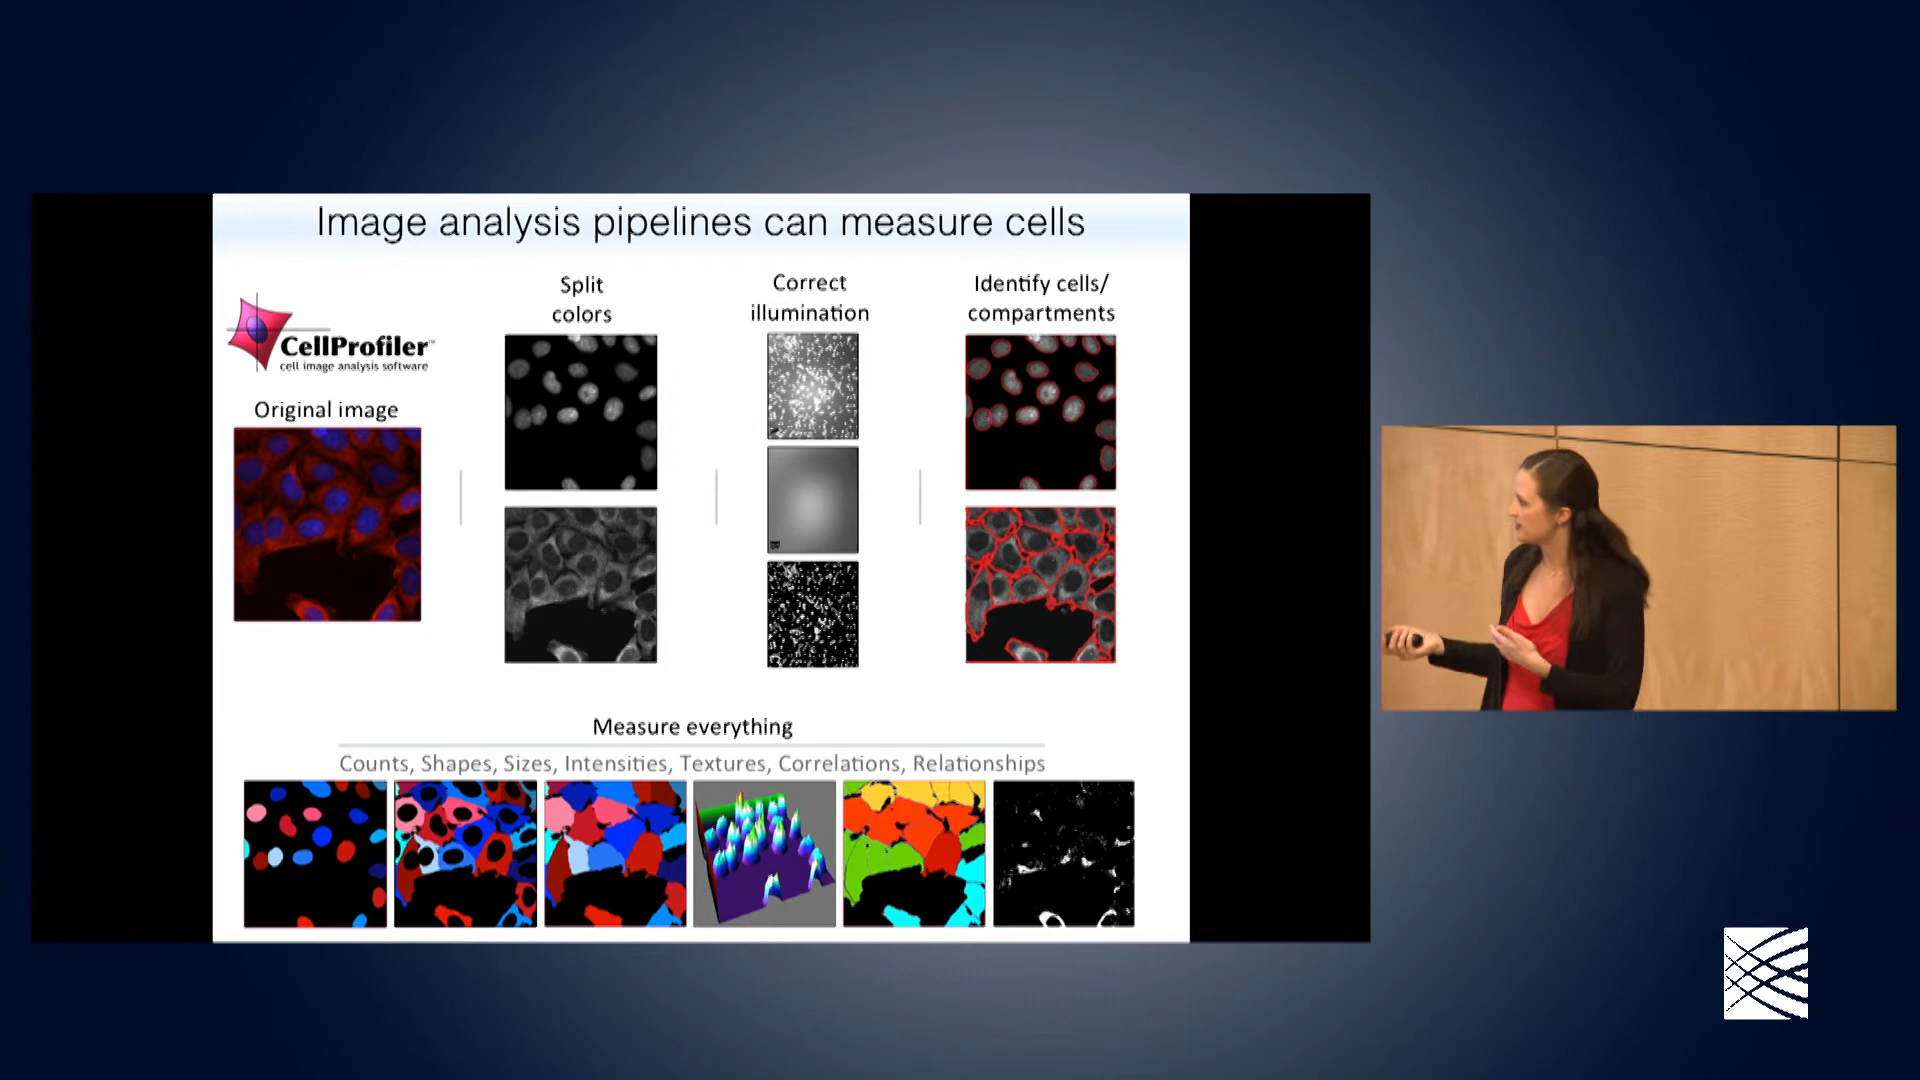 Image analysis pipelines can measure cells
CellProfiler™
cell image analysis software
Original image
Split
colors
Correct
illumination
Identify cells/
compartments
Measure everything
Counts, Shapes, Sizes, Intensities, Textures, Correlations, Relationships